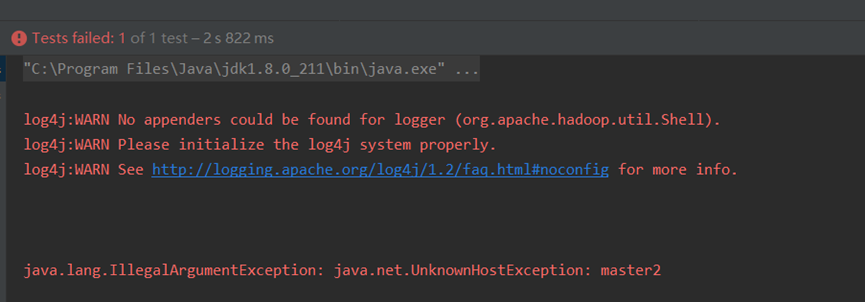 Tests failed: 1 of 1 test – 2 s 822 ms
"C:\Program Files\Java\jdk1.8.0_211\bin\java.exe" ...
log4j:WARN No appenders could be found for logger (org.apache.hadoop.util.Shell).
log4j:WARN Please initialize the log4j system properly.
log4j:WARN See http://logging.apache.org/log4j/1.2/faq.html#noconfig for more info.
java.lang.IllegalArgumentException: java.net.UnknownHostException: master2